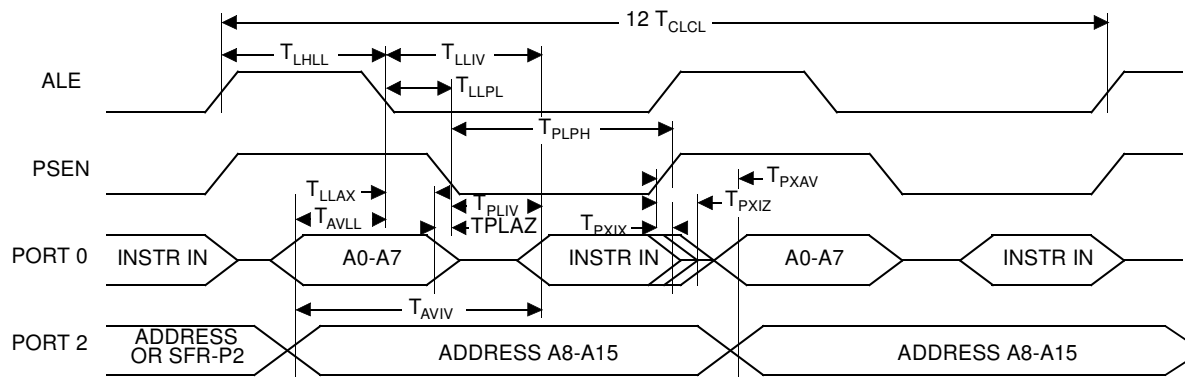 12 TCLCL
TLHLL TLLIV
ALE
TLLPL
TPLPH
PSEN
TLLAX TPXAV
TPLIV TPXIZ
TAVLL TPLAZ TPXIX
PORT 0 INSTR IN A0-A7 INSTR IN A0-A7 INSTR IN
TAVIV
PORT 2 ADDRESS OR SFR-P2 ADDRESS A8-A15 ADDRESS A8-A15